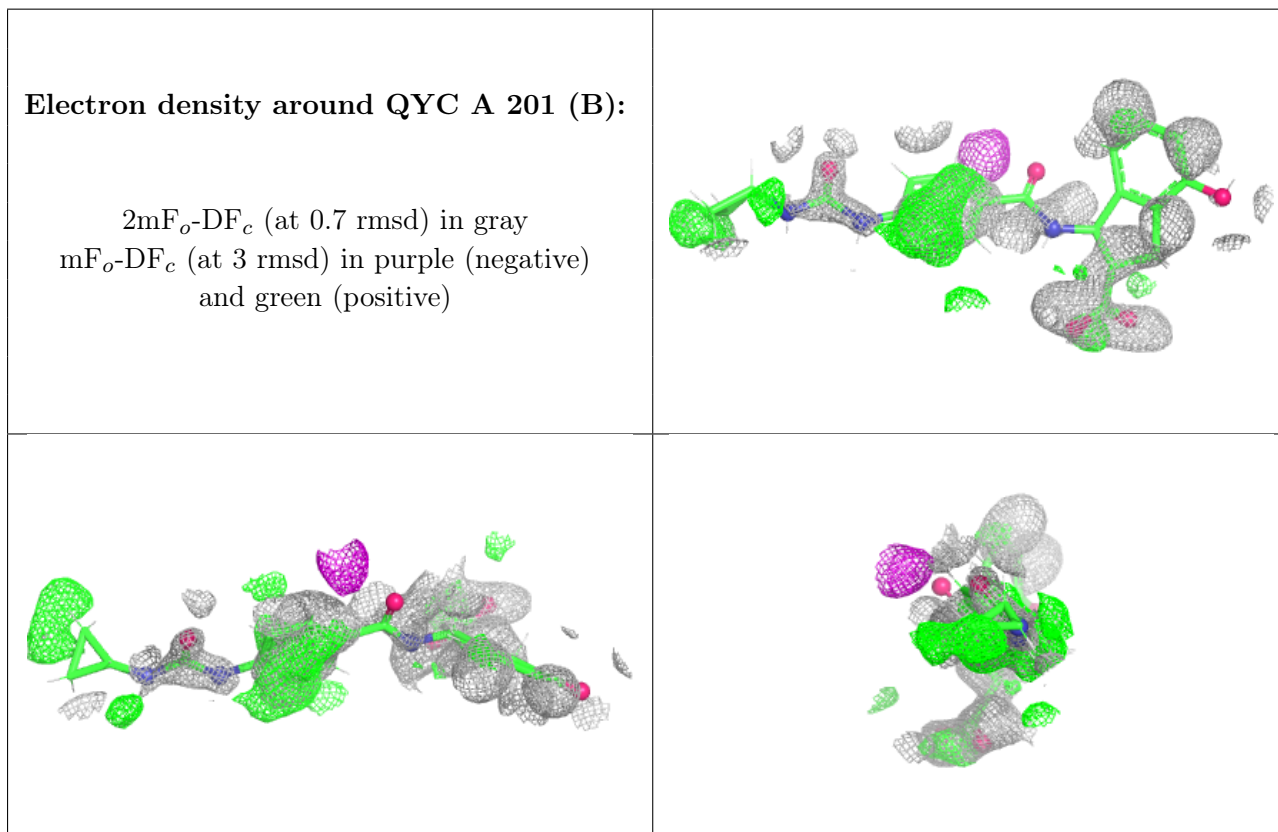 Electron density around QYC A 201 (B):
2mFo-DFc (at 0.7 rmsd) in gray
mFo-DFc (at 3 rmsd) in purple (negative)
and green (positive)